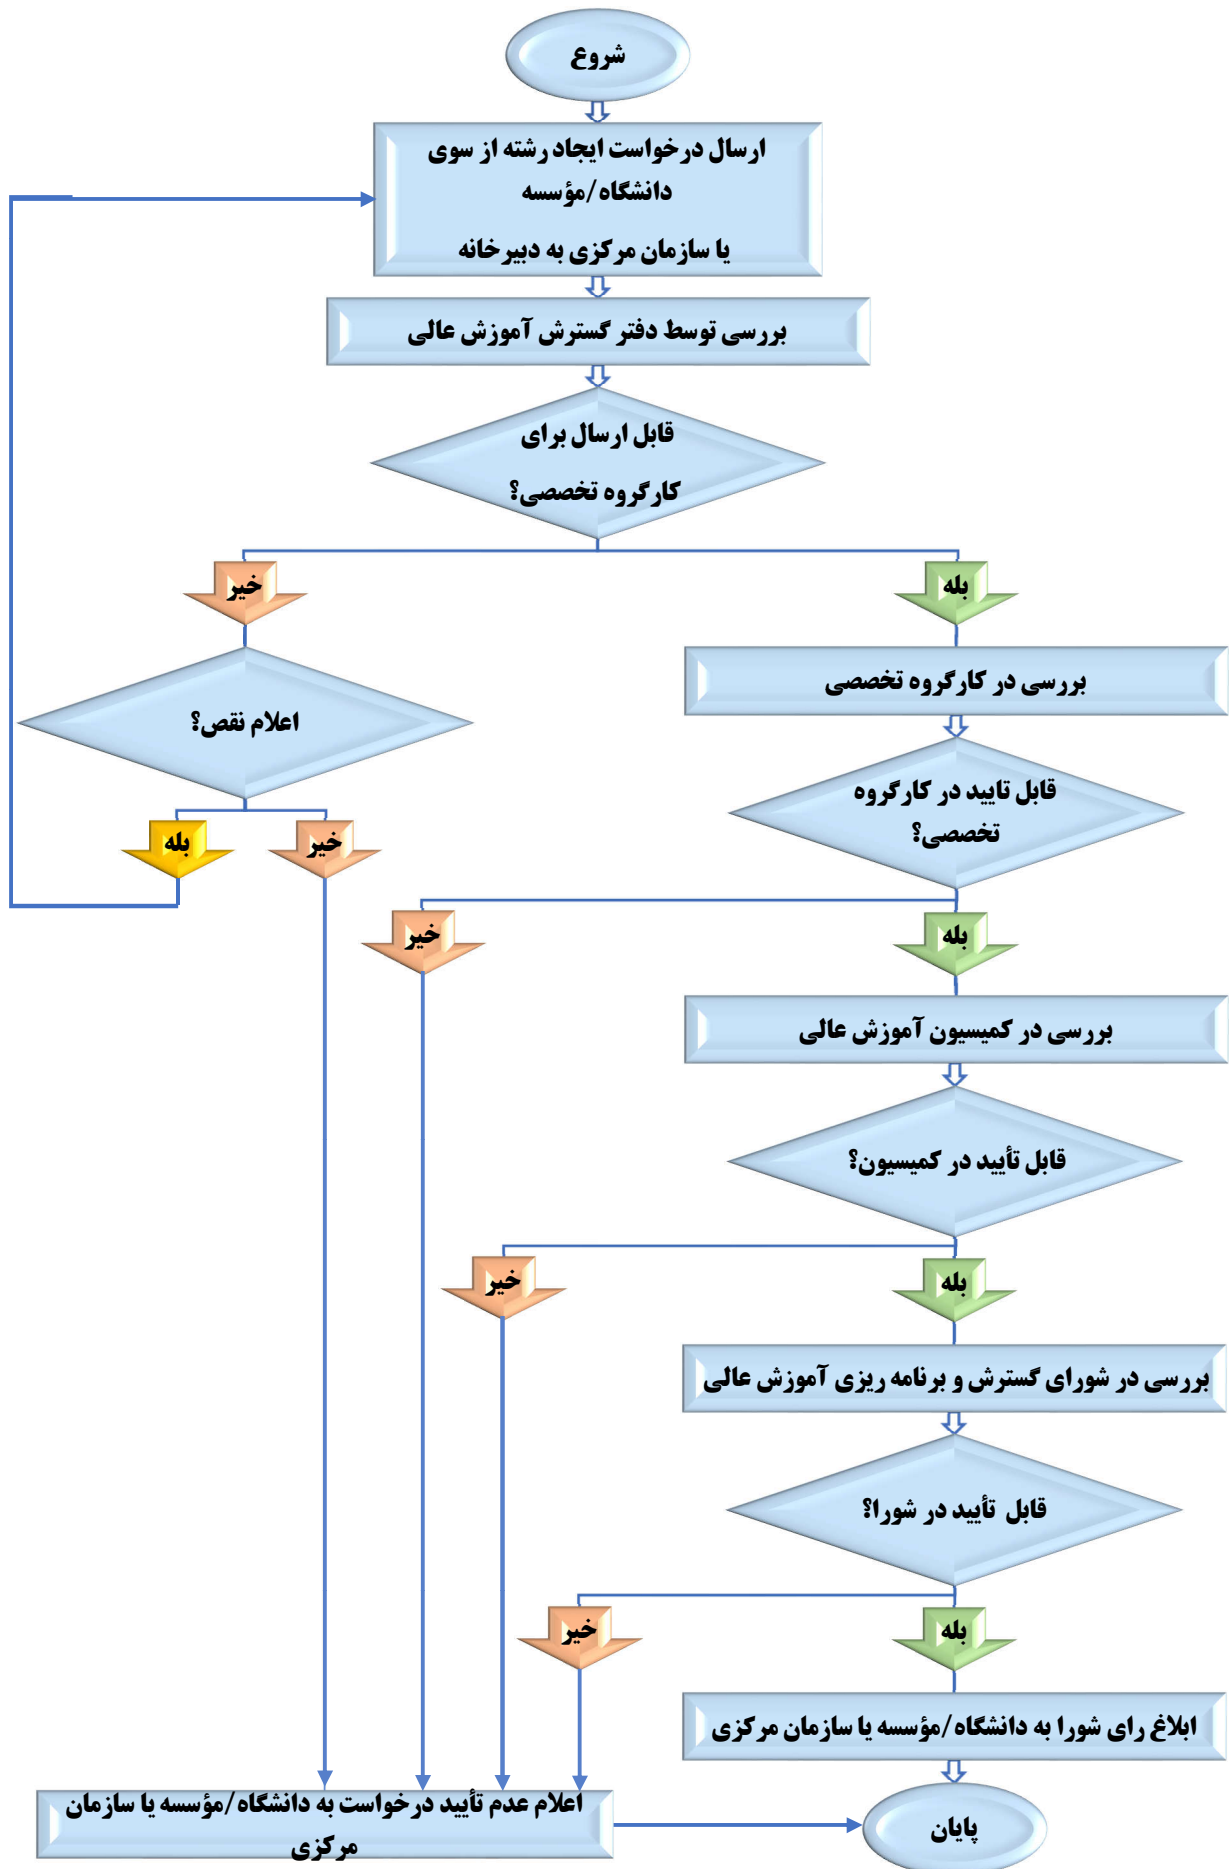 شروع
ارسال درخواست ایجاد رشته از سوی
دانشگاه/مؤسسه
یا سازمان مرکزی به دبیرخانه
بررسی توسط دفتر گسترش آموزش عالی
قابل ارسال برای
کارگروه تخصصی؟
خیر
بله
بررسی در کارگروه تخصصی
اعلام نقص؟
قابل تایید در کارگروه
تخصصی؟
بله
خیر
خیر
بله
بررسی در کمیسیون آموزش عالی
قابل تأیید در کمیسیون؟
خیر
بله
بررسی در شورای گسترش و برنامه ریزی آموزش عالی
قابل تأیید در شورا؟
خیر
بله
ابلاغ رای شورا به دانشگاه/مؤسسه یا سازمان مرکزی
اعلام عدم تأیید درخواست به دانشگاه/مؤسسه یا سازمان
مرکزی
پایان